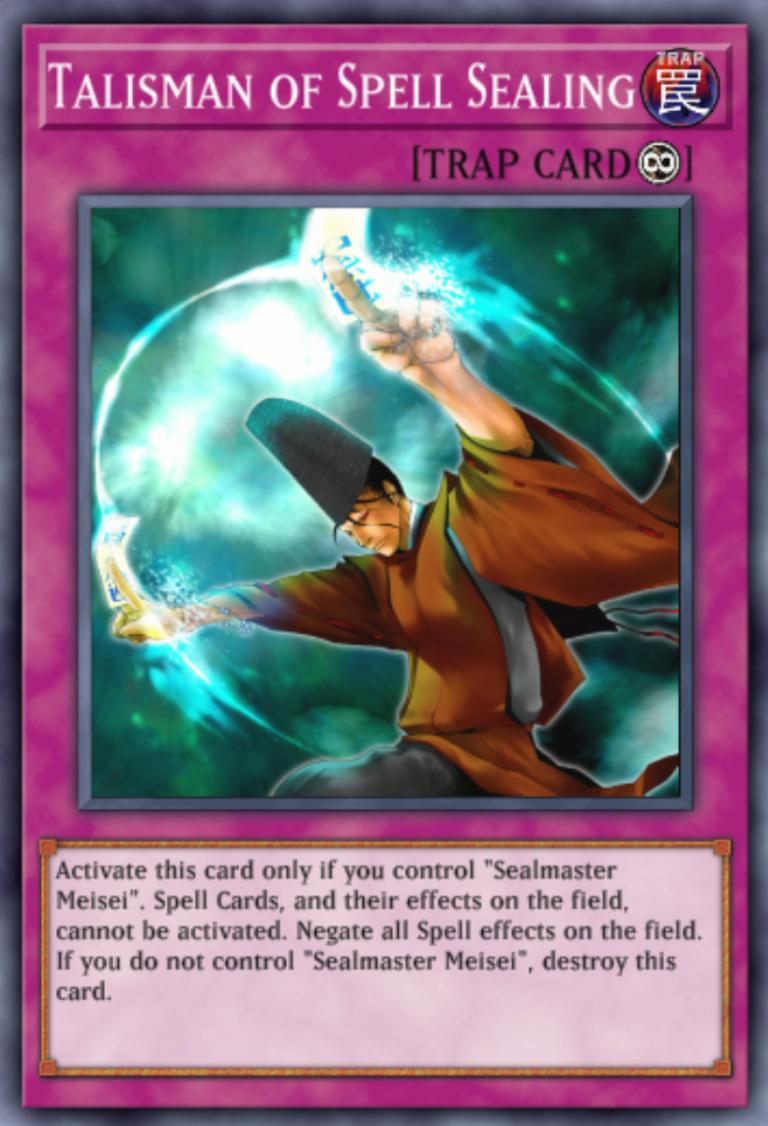 TALISMAN OF SPELL SEALING
TRAP
罠
[TRAP CARD]
Activate this card only if you control "Sealmaster
Meisei". Spell Cards, and their effects on the field,
cannot be activated. Negate all Spell effects on the field.
If you do not control "Sealmaster Meisei", destroy this
card.